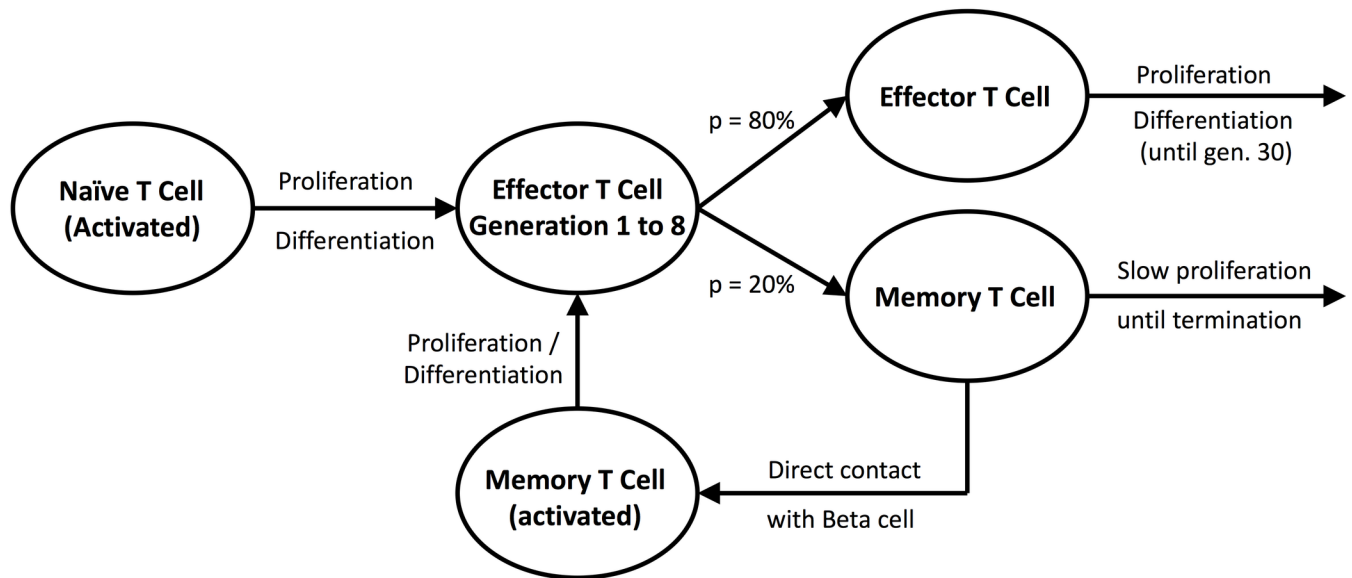 Naïve T Cell
(Activated)
Proliferation
Differentiation
Effector T Cell
Generation 1 to 8
p = 80%
p = 20%
Effector T Cell
Proliferation
Differentiation
(until gen. 30)
Memory T Cell
Slow proliferation
until termination
Direct contact
with Beta cell
Memory T Cell
(activated)
Proliferation /
Differentiation